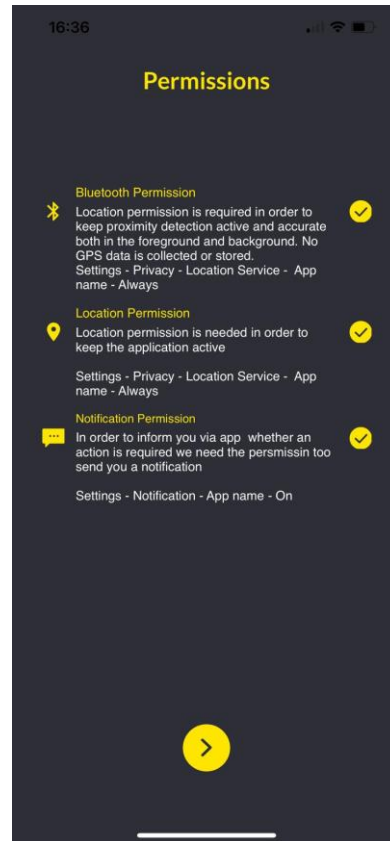 16:36
Permissions
Bluetooth Permission
Location permission is required in order to
keep proximity detection active and accurate
both in the foreground and background. No
GPS data is collected or stored.
Settings - Privacy - Location Service - App
name - Always
Location Permission
Location permission is needed in order to
keep the application active
Settings - Privacy - Location Service - App
name - Always
Notification Permission
In order to inform you via app whether an
action is required we need the persmissin too
send you a notification
Settings - Notification - App name - On